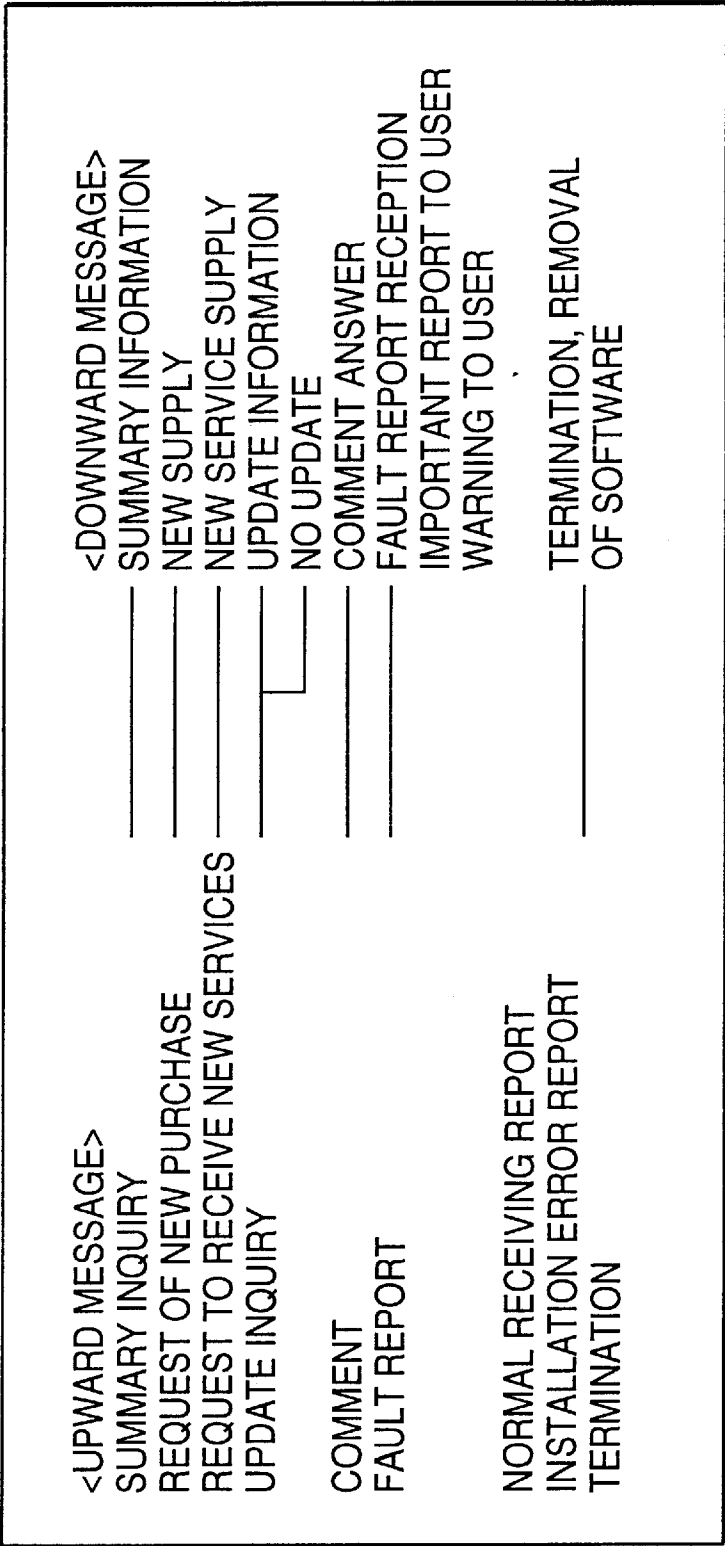 <UPWARD MESSAGE>
SUMMARY INQUIRY
REQUEST OF NEW PURCHASE
REQUEST TO RECEIVE NEW SERVICES
UPDATE INQUIRY
COMMENT
FAULT REPORT
NORMAL RECEIVING REPORT
INSTALLATION ERROR REPORT
TERMINATION
<DOWNWARD MESSAGE>
SUMMARY INFORMATION
NEW SUPPLY
NEW SERVICE SUPPLY
UPDATE INFORMATION
NO UPDATE
COMMENT ANSWER
FAULT REPORT RECEPTION
IMPORTANT REPORT TO USER
WARNING TO USER
TERMINATION, REMOVAL
OF SOFTWARE